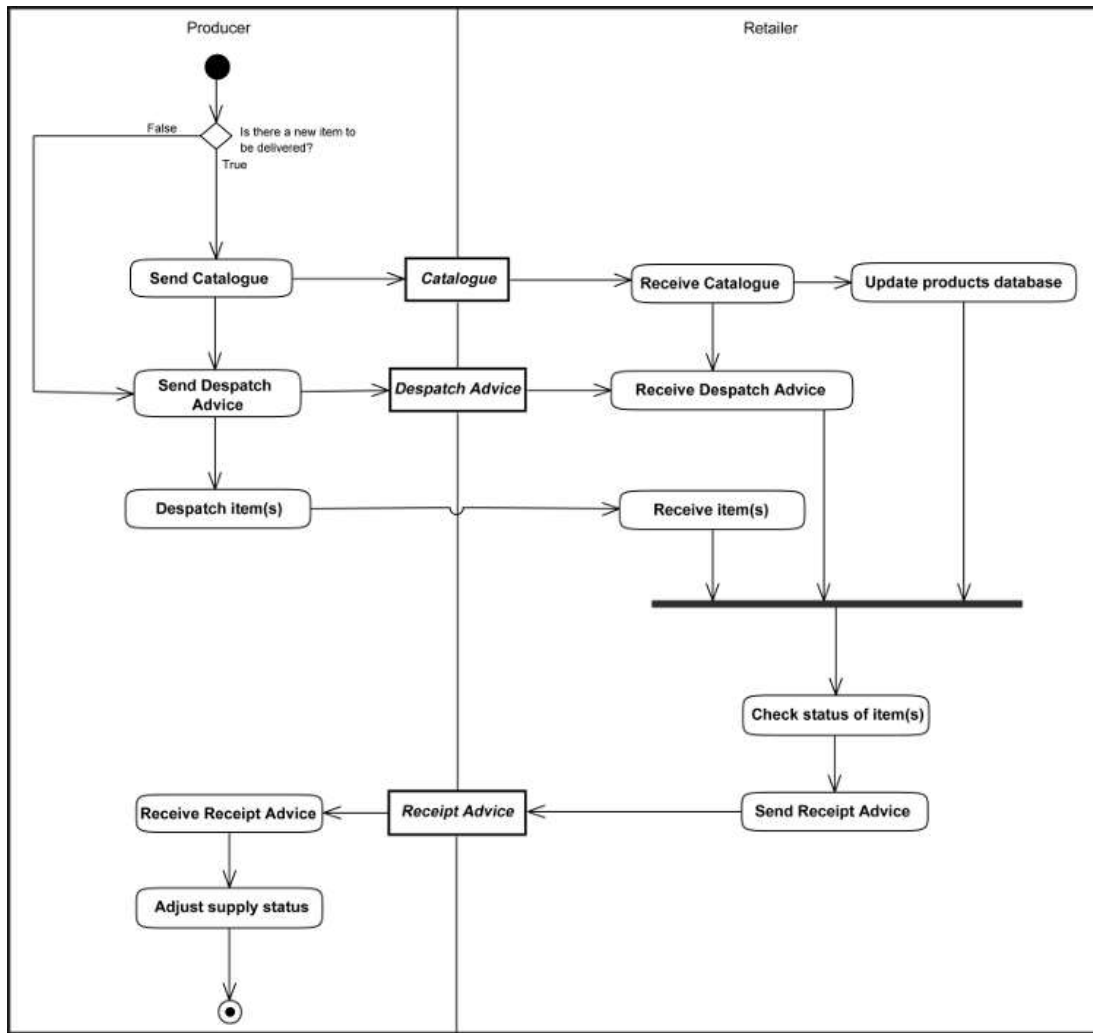 Producer
Retailer
False
Is there a new item to
be delivered?
True
Send Catalogue
Catalogue
Receive Catalogue
Update products database
Send Despatch
Advice
Despatch Advice
Receive Despatch Advice
Despatch item(s)
Receive item(s)
Check status of item(s)
Receive Receipt Advice
Receipt Advice
Send Receipt Advice
Adjust supply status